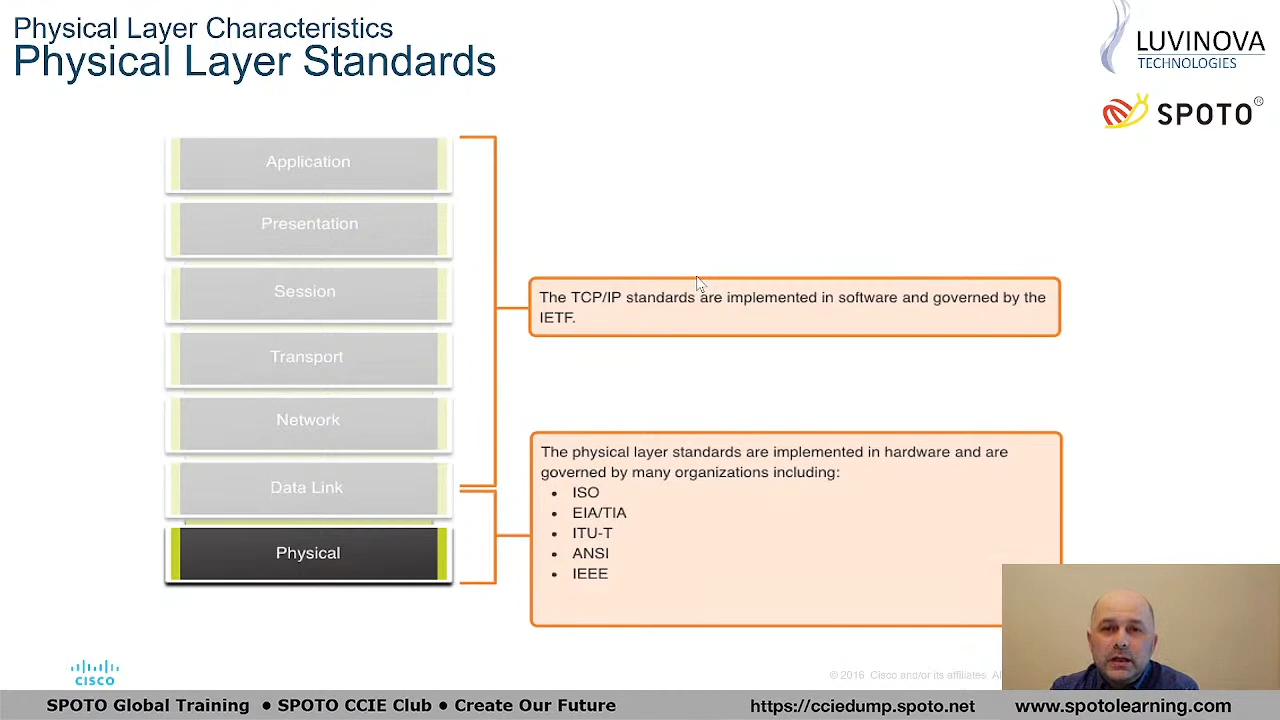 Physical Layer Characteristics
Physical Layer Standards
LUVINOVA
TECHNOLOGIES
SPOTO®
Application
Presentation
Session
Transport
Network
Data Link
Physical
The TCP/IP standards are implemented in software and governed by the
IETF.
The physical layer standards are implemented in hardware and are
governed by many organizations including:
• ISO
• EIA/TIA
• ITU-T
• ANSI
• IEEE
CISCO
© 2016 Cisco and/or its affiliates. Al
SPOTO Global Training ● SPOTO CCIE Club ● Create Our Future
https://cciedump.spoto.net
www.spotolearning.com